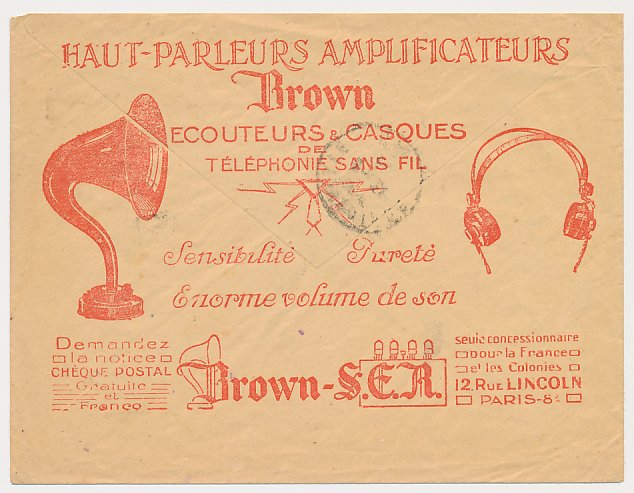 HAUT-PARLEURS AMPLIFICATEURS
Brown
ECOUTEURS & CASQUES
DE
TÉLÉPHONIE SANS FIL
Sensibilité Pureté
Enorme volume de son
Demandez
la notice
CHÈQUE POSTAL
Gratuite
et
Franco
Brown-S.E.R.
seule concessionnaire
pour la France
et les Colonies
12, RUE LINCOLN
PARIS-8e